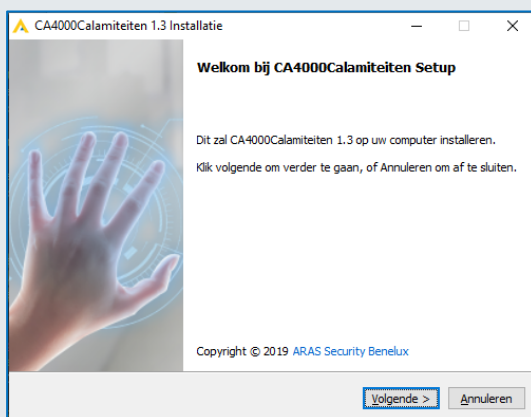 CA4000Calamiteiten 1.3 Installatie
Welkom bij CA4000Calamiteiten Setup
Dit zal CA4000Calamiteiten 1.3 op uw computer installeren.
Klik volgende om verder te gaan, of Annuleren om af te sluiten.
Copyright © 2019 ARAS Security Benelux
Volgende > Annuleren